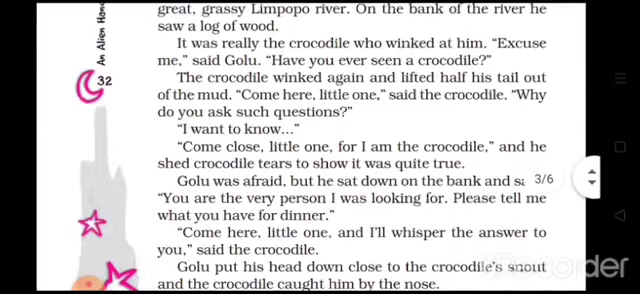 great, grassy Limpopo river. On the bank of the river he
saw a log of wood.
It was really the crocodile who winked at him. “Excuse
me,” said Golu. “Have you ever seen a crocodile?”
The crocodile winked again and lifted half his tail out
of the mud. “Come here, little one,” said the crocodile. “Why
do you ask such questions?”
“I want to know...”
“Come close, little one, for I am the crocodile,” and he
shed crocodile tears to show it was quite true.
Golu was afraid, but he sat down on the bank and
“You are the very person I was looking for. Please tell me
what you have for dinner.”
“Come here, little one, and I’ll whisper the answer to
you,” said the crocodile.
Golu put his head down close to the crocodile’s snout
and the crocodile caught him by the nose.
An Alien
32
3/6
Recorder